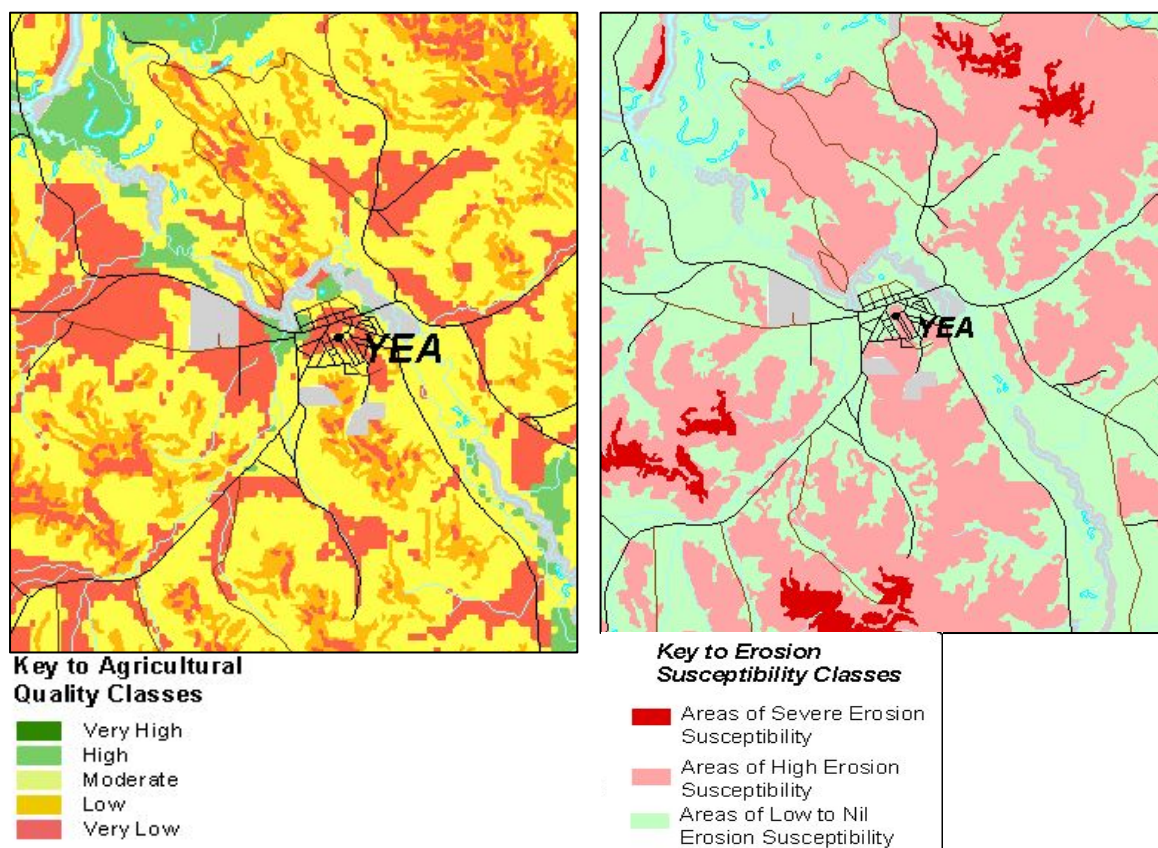 YEA
YEA
Key to Agricultural
Quality Classes
Very High
High
Moderate
Low
Very Low
Key to Erosion
Susceptibility Classes
Areas of Severe Erosion
Susceptibility
Areas of High Erosion
Susceptibility
Areas of Low to Nil
Erosion Susceptibility